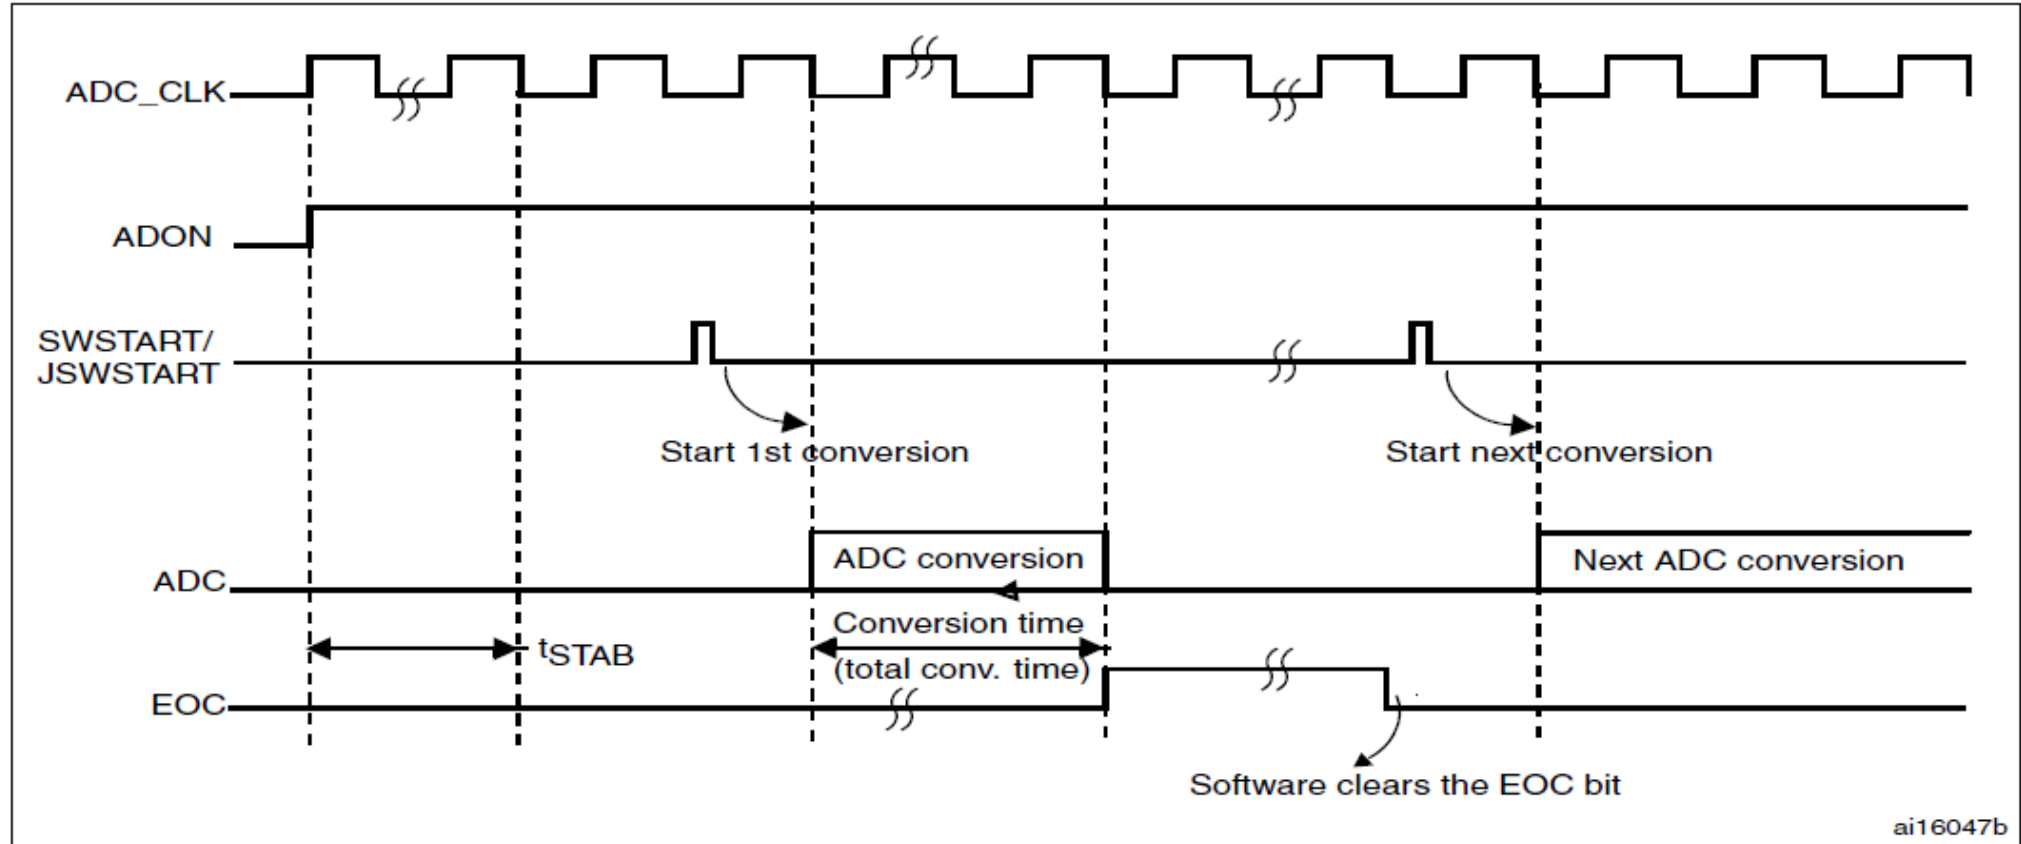 ADC_CLK
ADON
SWSTART/
JSWSTART
Start 1st conversion
Start next conversion
ADC
ADC conversion
Next ADC conversion
Conversion time
(total conv. time)
tSTAB
EOC
Software clears the EOC bit
ai16047b